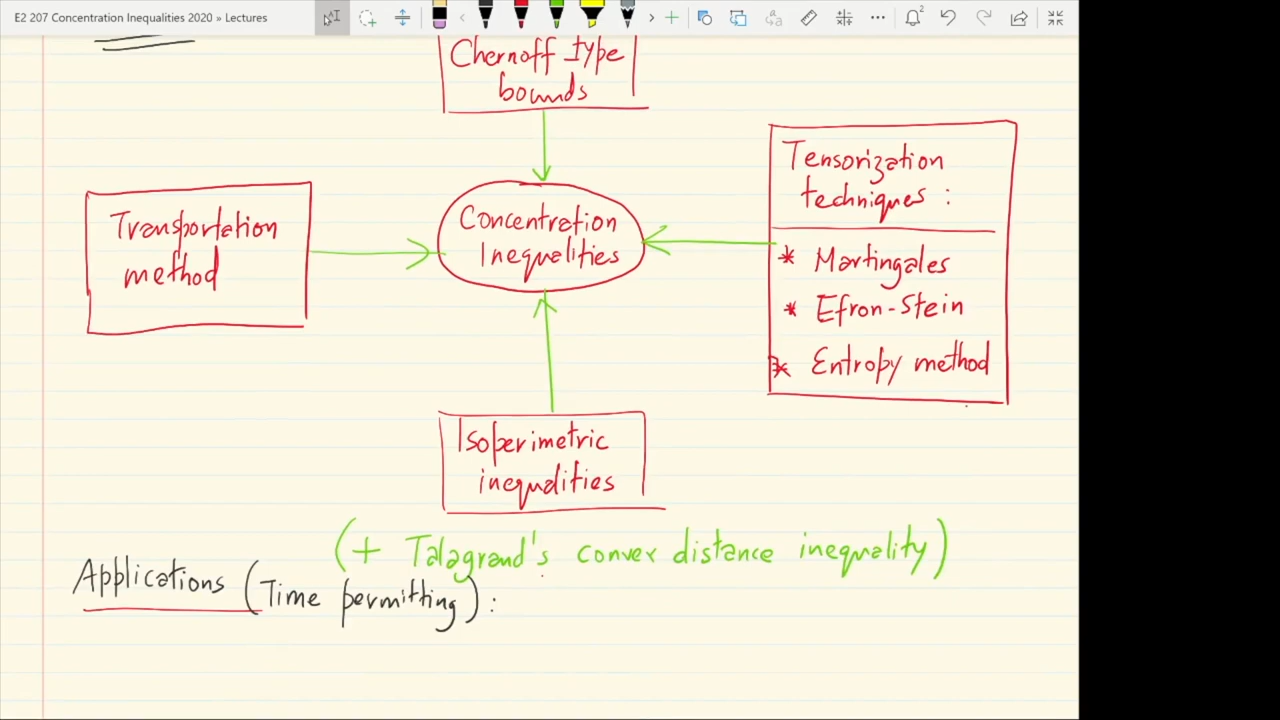 E2 207 Concentration Inequalities 2020 » Lectures
Chernoff type
bounds
Transportation
method
Concentration
Inequalities
Tensorization
techniques :
* Martingales
* Efron-Stein
* Entropy method
Isoperimetric
inequalities
(+ Talagrand's convex distance inequality)
Applications (Time permitting) :